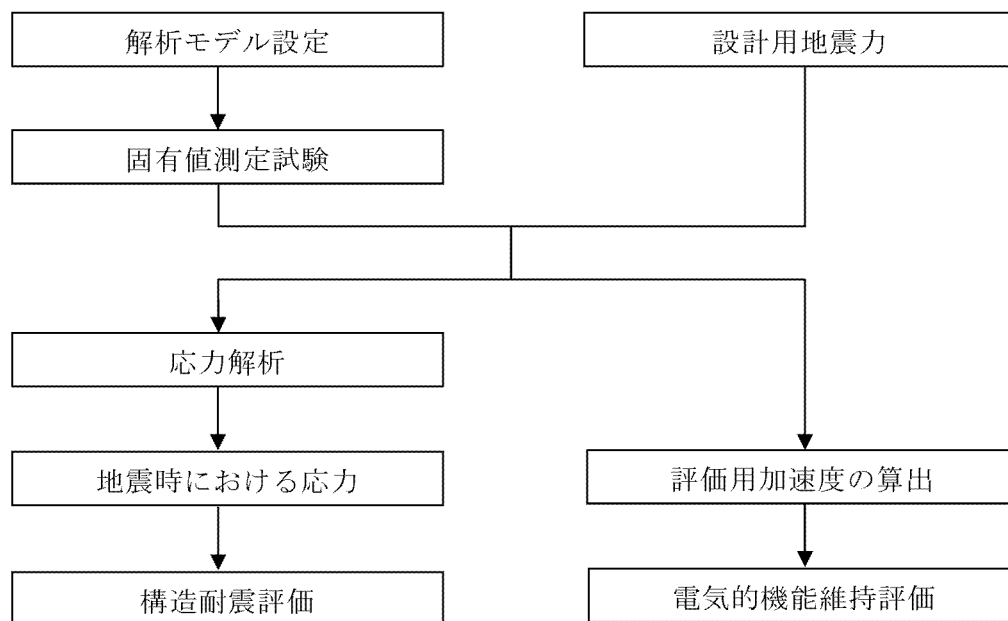 解析モデル設定
設計用地震力
固有値測定試験
応力解析
地震時における応力
評価用加速度の算出
構造耐震評価
電気的機能維持評価